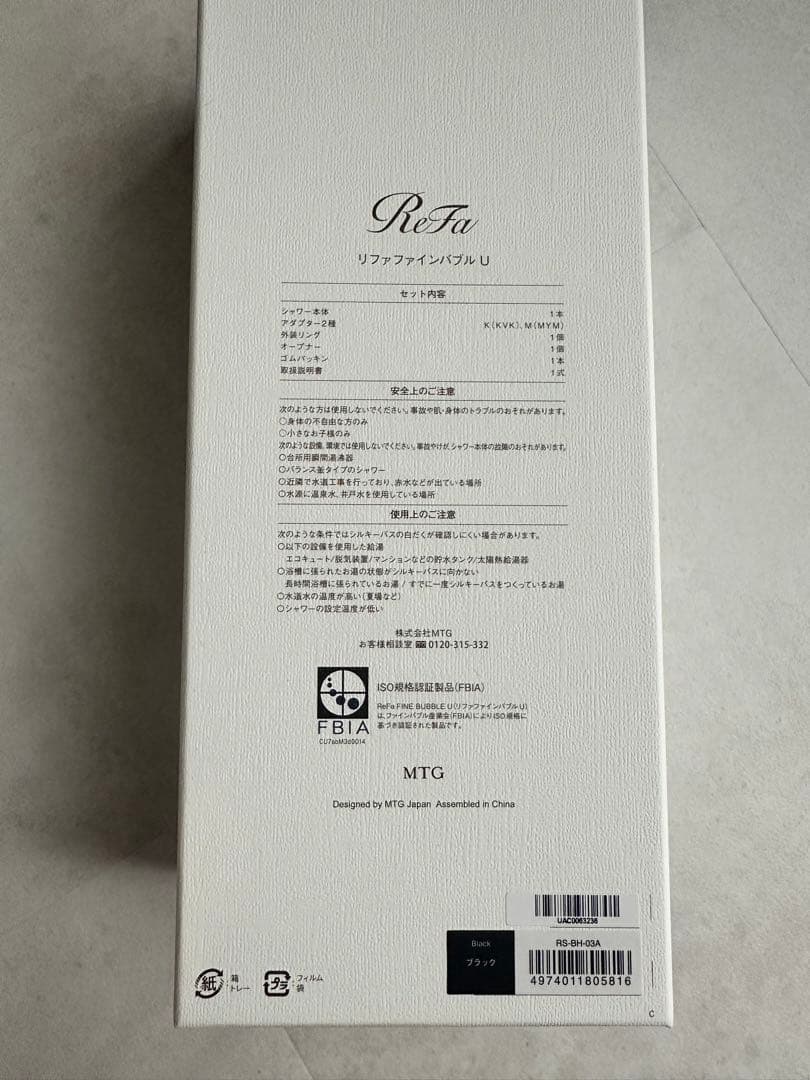 ReFa
リファファインバブル U
セット内容
シャワー本体 1本
アダプター2種 K(KVK)、M(MYM)
外装リング 1個
オープナー 1個
ゴムパッキン 1本
取扱説明書 1式
安全上のご注意
次のような方は使用しないでください。事故や肌・身体のトラブルのおそれがあります。
○身体の不自由な方のみ
○小さなお子様のみ
次のような設備、環境では使用しないでください。事故やけが、シャワー本体の故障のおそれがあります。
○台所用瞬間湯沸器
○バランス釜タイプのシャワー
○近隣で水道工事を行っており、赤水などが出ている場所
○水源に温泉水、井戸水を使用している場所
使用上のご注意
次のような条件ではシルキーバスの白だくが確認しにくい場合があります。
○以下の設備を使用した給湯
エコキュート/脱気装置/マンションなどの貯水タンク/太陽熱給湯器
○浴槽に張られたお湯の状態がシルキーバスに向かない
長時間浴槽に張られているお湯 / すでに一度シルキーバスをつくっているお湯
○水道水の温度が高い(夏場など)
○シャワーの設定温度が低い
株式会社MTG
お客様相談室 0120-315-332
ISO規格認証製品(FBIA)
ReFa FINE BUBBLE U(リファファインバブル U)
は、ファインバブル産業会(FBIA)によりISO規格に
基づき認証された製品です。
FBIA
CU7abM3d0014
MTG
Designed by MTG Japan Assembled in China
UAC0063236
Black
ブラック
RS-BH-03A
4974011805816
紙
箱
トレー
プラ
フィルム
袋
C